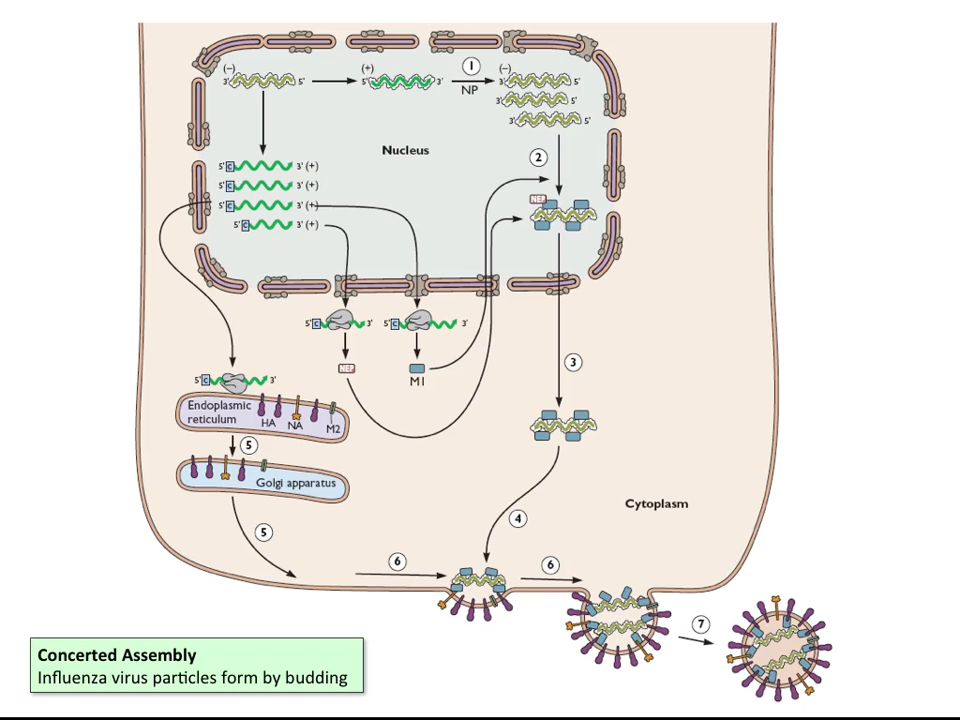 (−)
3' 5'
(+)
5' 3'
1
NP
(−)
3' 5'
3' 5'
3' 5'
Nucleus
2
5' C 3' (+)
5' C 3' (+)
5' C 3' (+)
5' C 3' (+)
NEP
5' C 3'
5' C 3'
NEP
M1
3
5' C 3'
Endoplasmic
reticulum
HA
NA
M2
5
Golgi apparatus
Cytoplasm
4
5
6
6
7
Concerted Assembly
Influenza virus particles form by budding